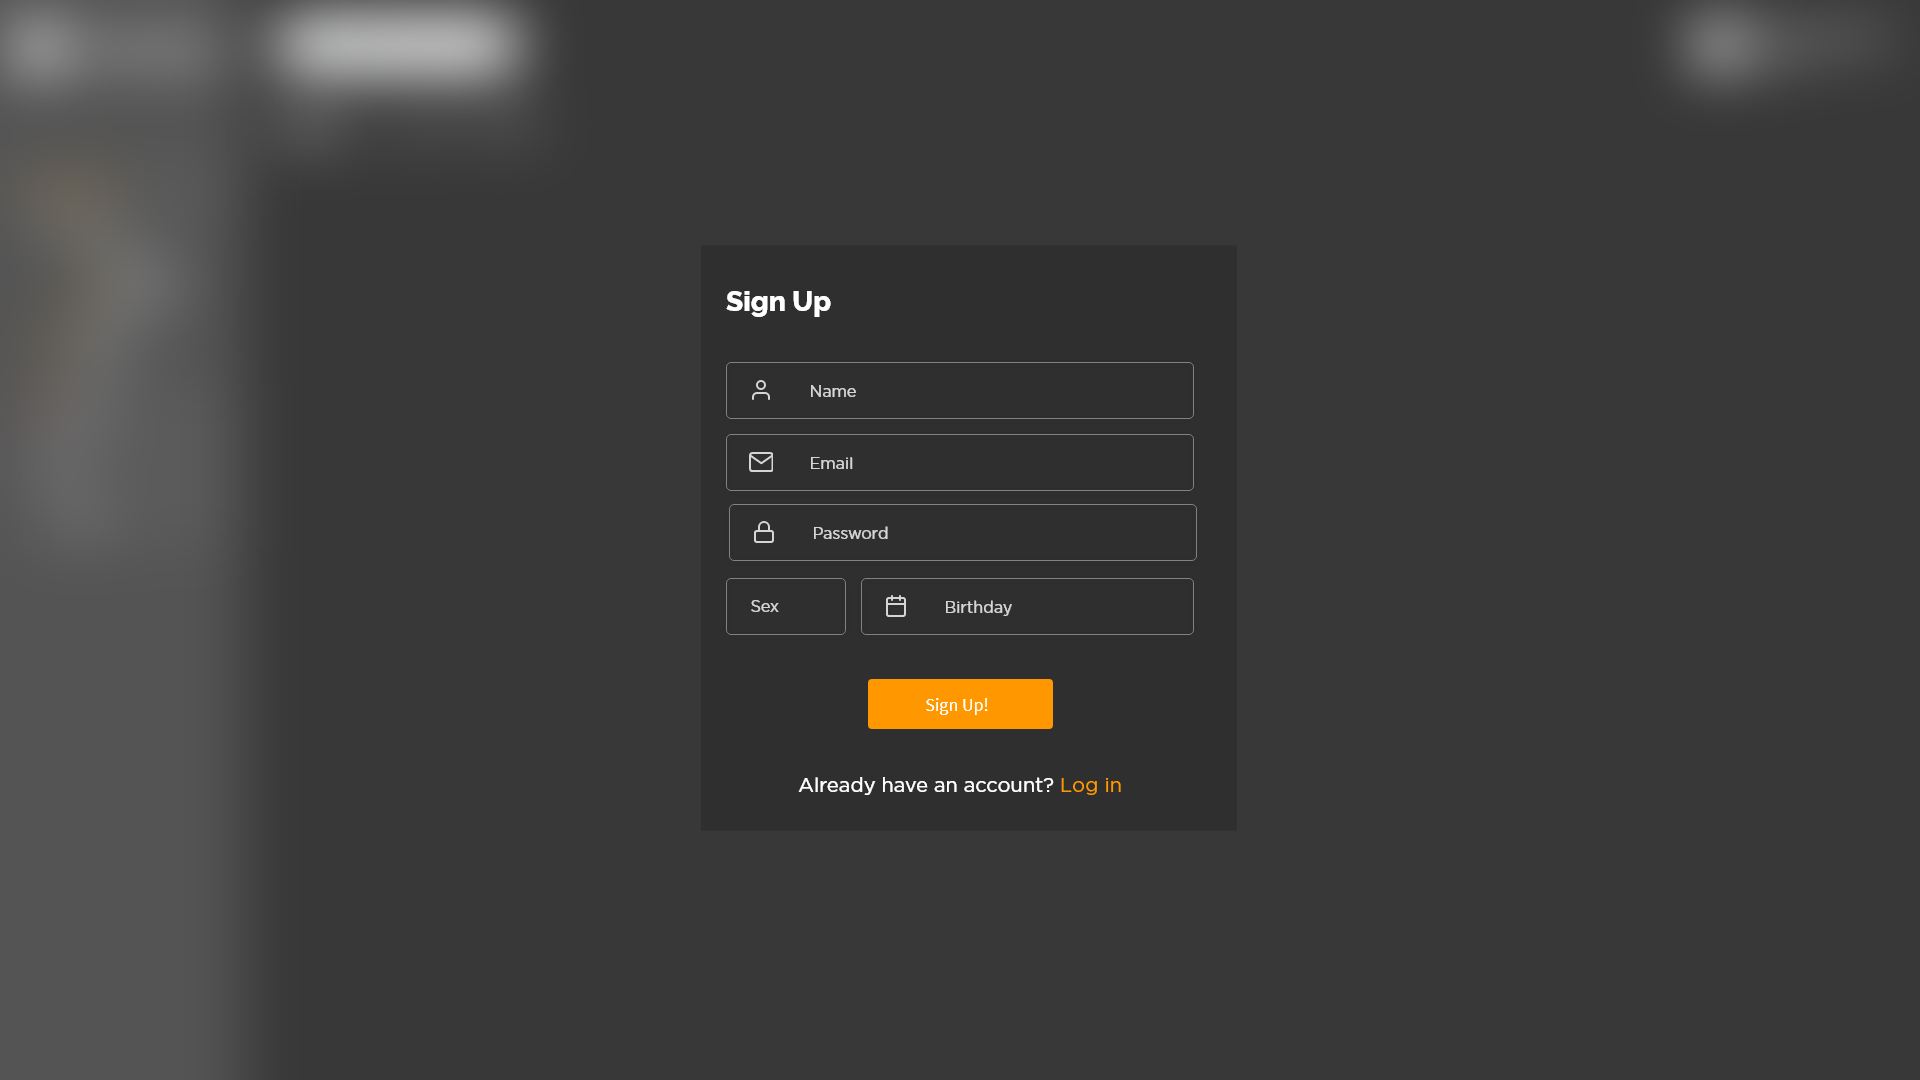 Sign Up
Name
Email
Password
Sex
Birthday
Sign Up!
Already have an account? Log in